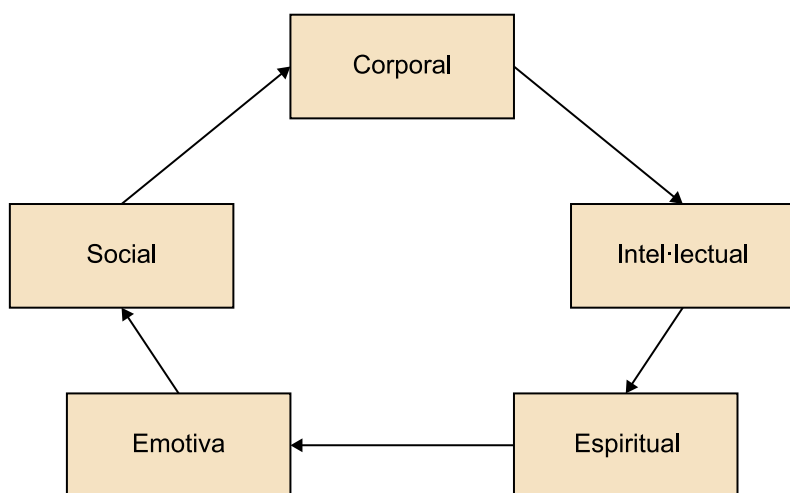 Corporal
Social
Intel·lectual
Emotiva
Espiritual